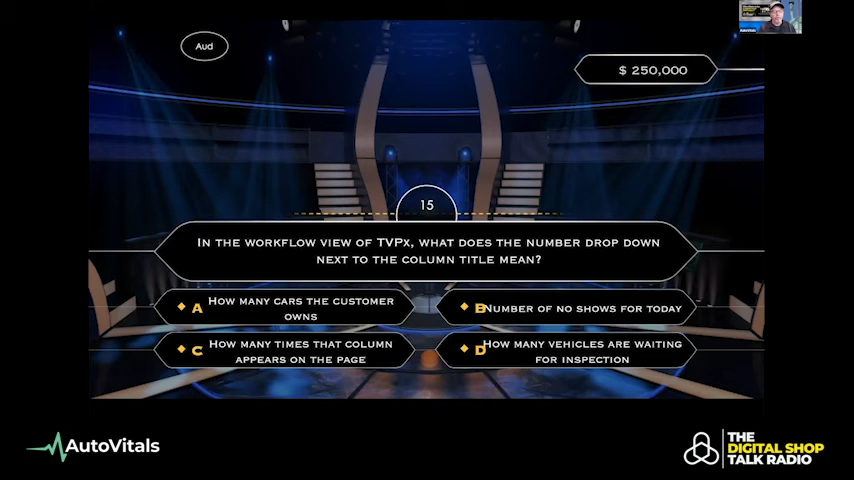 Aud
$ 250,000
15
In the workflow view of TVPx, what does the number drop down
next to the column title mean?
A How many cars the customer
owns
B Number of no shows for today
C How many times that column
appears on the page
D How many vehicles are waiting
for inspection
AutoVitals
THE
DIGITAL SHOP
TALK RADIO